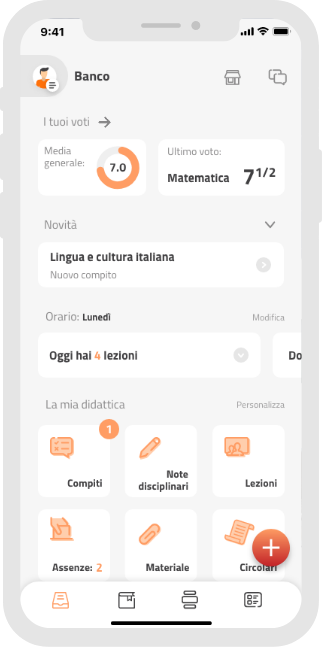 9:41
Banco
I tuoi voti
Media
generale:
7.0
Ultimo voto:
Matematica 7 1/2
Novità
Lingua e cultura italiana
Nuovo compito
Orario: Lunedì Modifica
Oggi hai 4 lezioni
Do
La mia didattica Personalizza
1
Compiti
Note
disciplinari
Lezioni
Assenze: 2
Materiale
Circolari